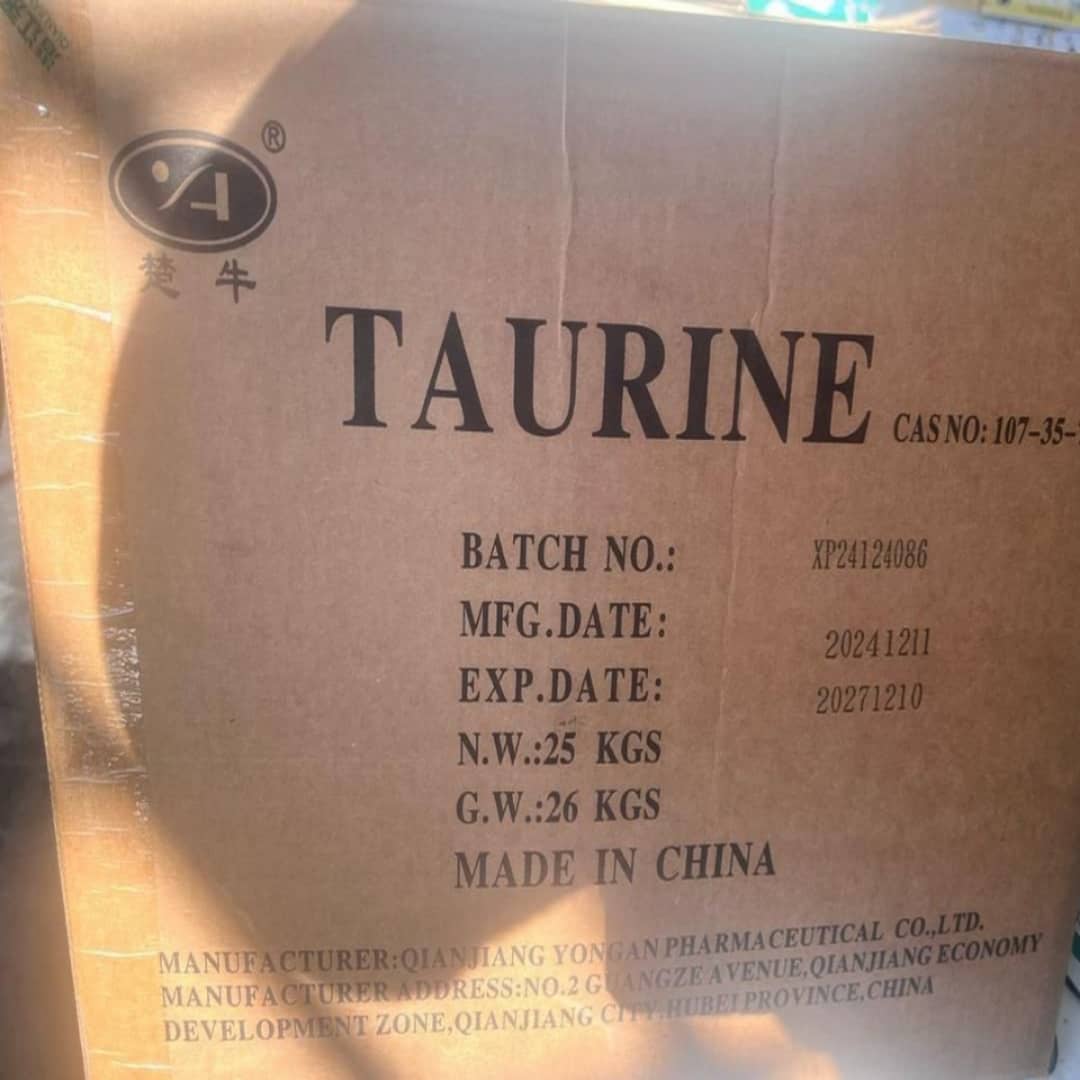 ®
YA
楚牛
TAURINE CAS NO: 107-35-
BATCH NO.: XP24124086
MFG.DATE: 20241211
EXP.DATE: 20271210
N.W.:25 KGS
G.W.:26 KGS
MADE IN CHINA
MANUFACTURER:QIANJIANG YONGAN PHARMACEUTICAL CO.,LTD.
MANUFACTURER ADDRESS:NO.2 GUANGZE AVENUE,QIANJIANG ECONOMY
DEVELOPMENT ZONE,QIANJIANG CITY,HUBEI PROVINCE,CHINA